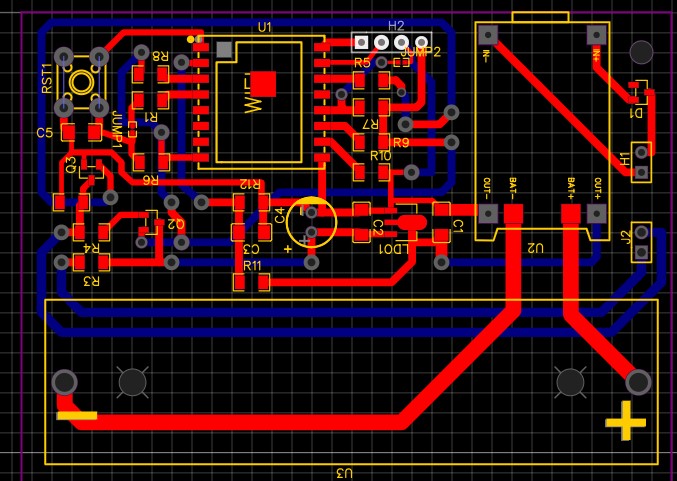 U1
H2
JUMP2
R8
R5
IN-
IN+
RST1
D1
R1
JUMP1
C5
R7
R9
H1
Q3
R10
R6
R12
OUT-
BAT-
BAT+
OUT+
C4
Q2
C2
C1
J2
R4
C3
+
LDO1
U2
R3
R11
-
+
U3